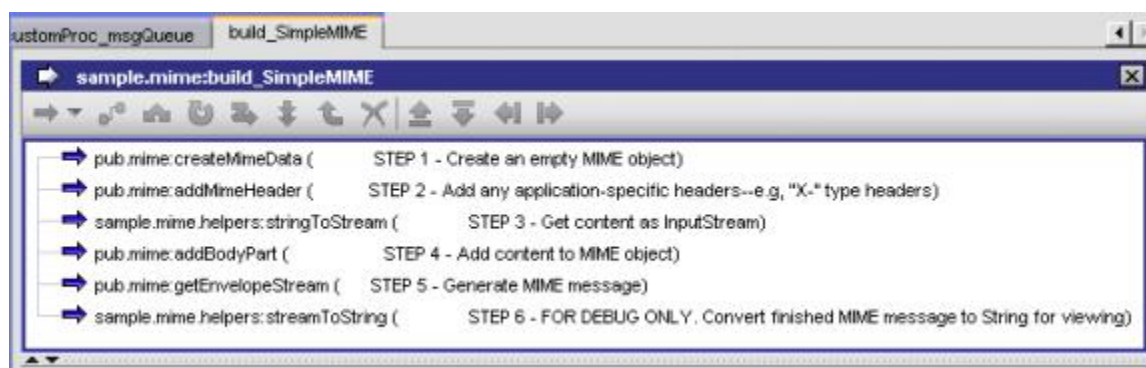 ustomProc_msgQueue build_SimpleMIME
sample.mime:build_SimpleMIME
pub.mime:createMimeData ( STEP 1 - Create an empty MIME object)
pub.mime:addMimeHeader ( STEP 2 - Add any application-specific headers--e.g, "X-" type headers)
sample.mime.helpers:stringToStream ( STEP 3 - Get content as InputStream)
pub.mime:addBodyPart ( STEP 4 - Add content to MIME object)
pub.mime:getEnvelopeStream ( STEP 5 - Generate MIME message)
sample.mime.helpers:streamToString ( STEP 6 - FOR DEBUG ONLY. Convert finished MIME message to String for viewing)